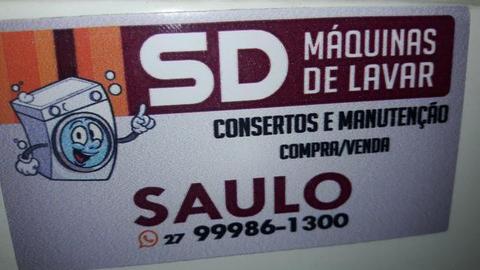 SD MÁQUINAS
DE LAVAR
CONSERTOS E MANUTENÇÃO
COMPRA/VENDA
SAULO
27 99986-1300